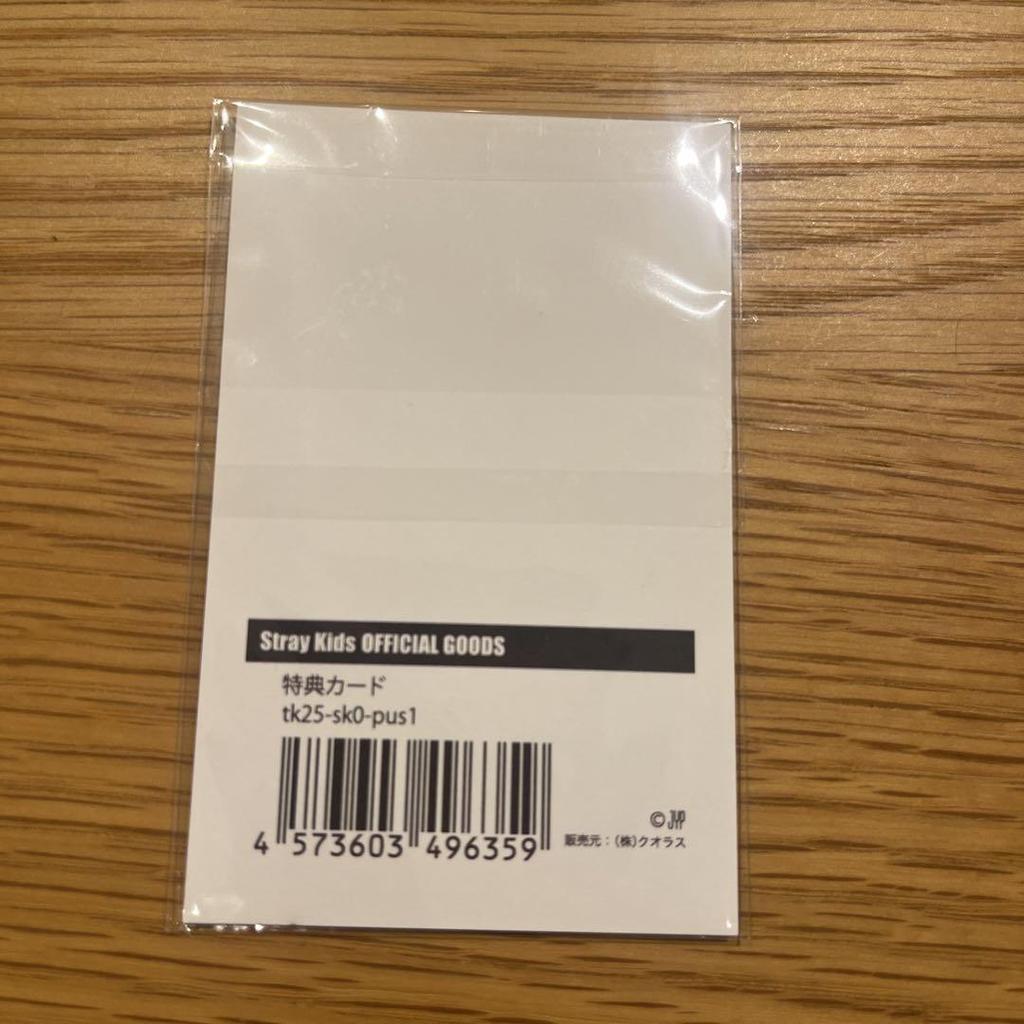 Stray Kids OFFICIAL GOODS
特典カード
tk25-sk0-pus1
4 573603 496359
©JYP
販売元：(株)クオラス